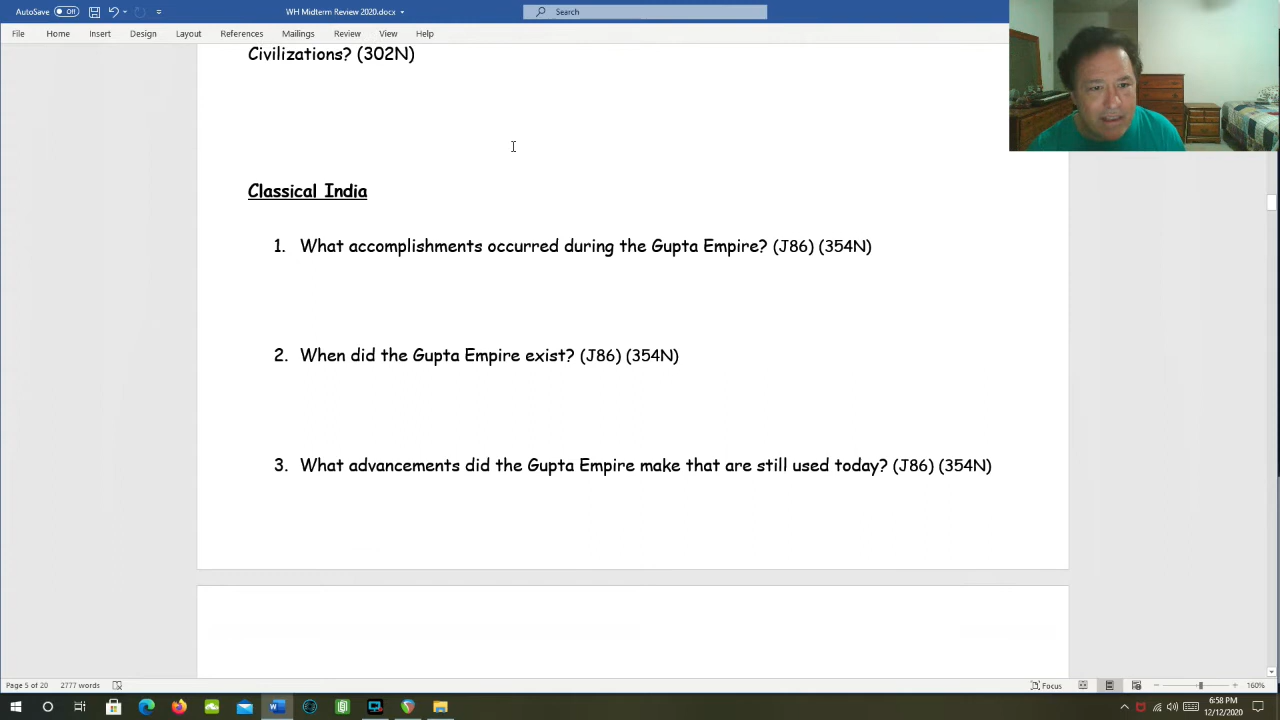 AutoSave Off WH Midterm Review 2020.docx Search
File Home Insert Design Layout References Mailings Review View Help
Civilizations? (302N)
Classical India
1. What accomplishments occurred during the Gupta Empire? (J86) (354N)
2. When did the Gupta Empire exist? (J86) (354N)
3. What advancements did the Gupta Empire make that are still used today? (J86) (354N)
Page 5 of 20 2777 words Focus 160%
6:58 PM
12/12/2020